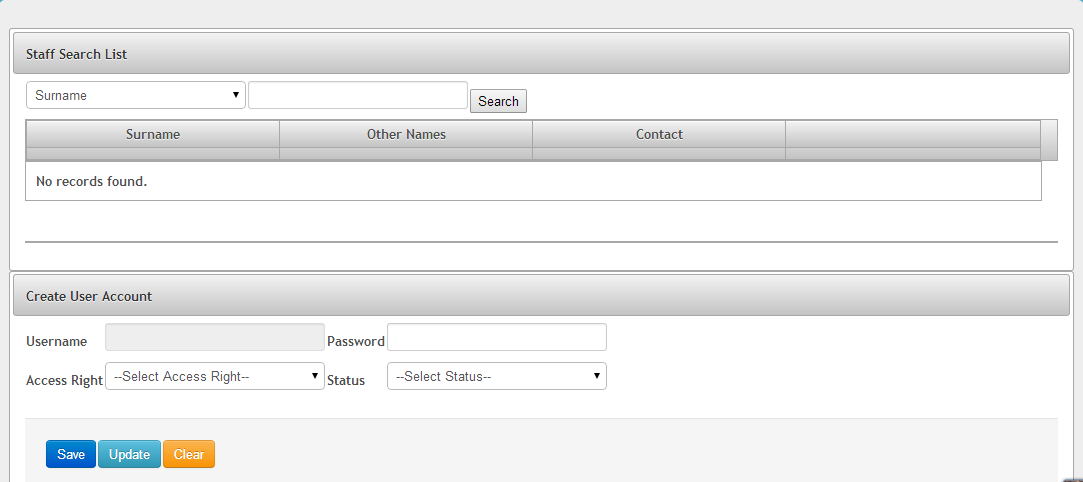 Staff Search List
Surname Search
Surname Other Names Contact
No records found.
Create User Account
Username Password
Access Right --Select Access Right-- Status --Select Status--
Save Update Clear